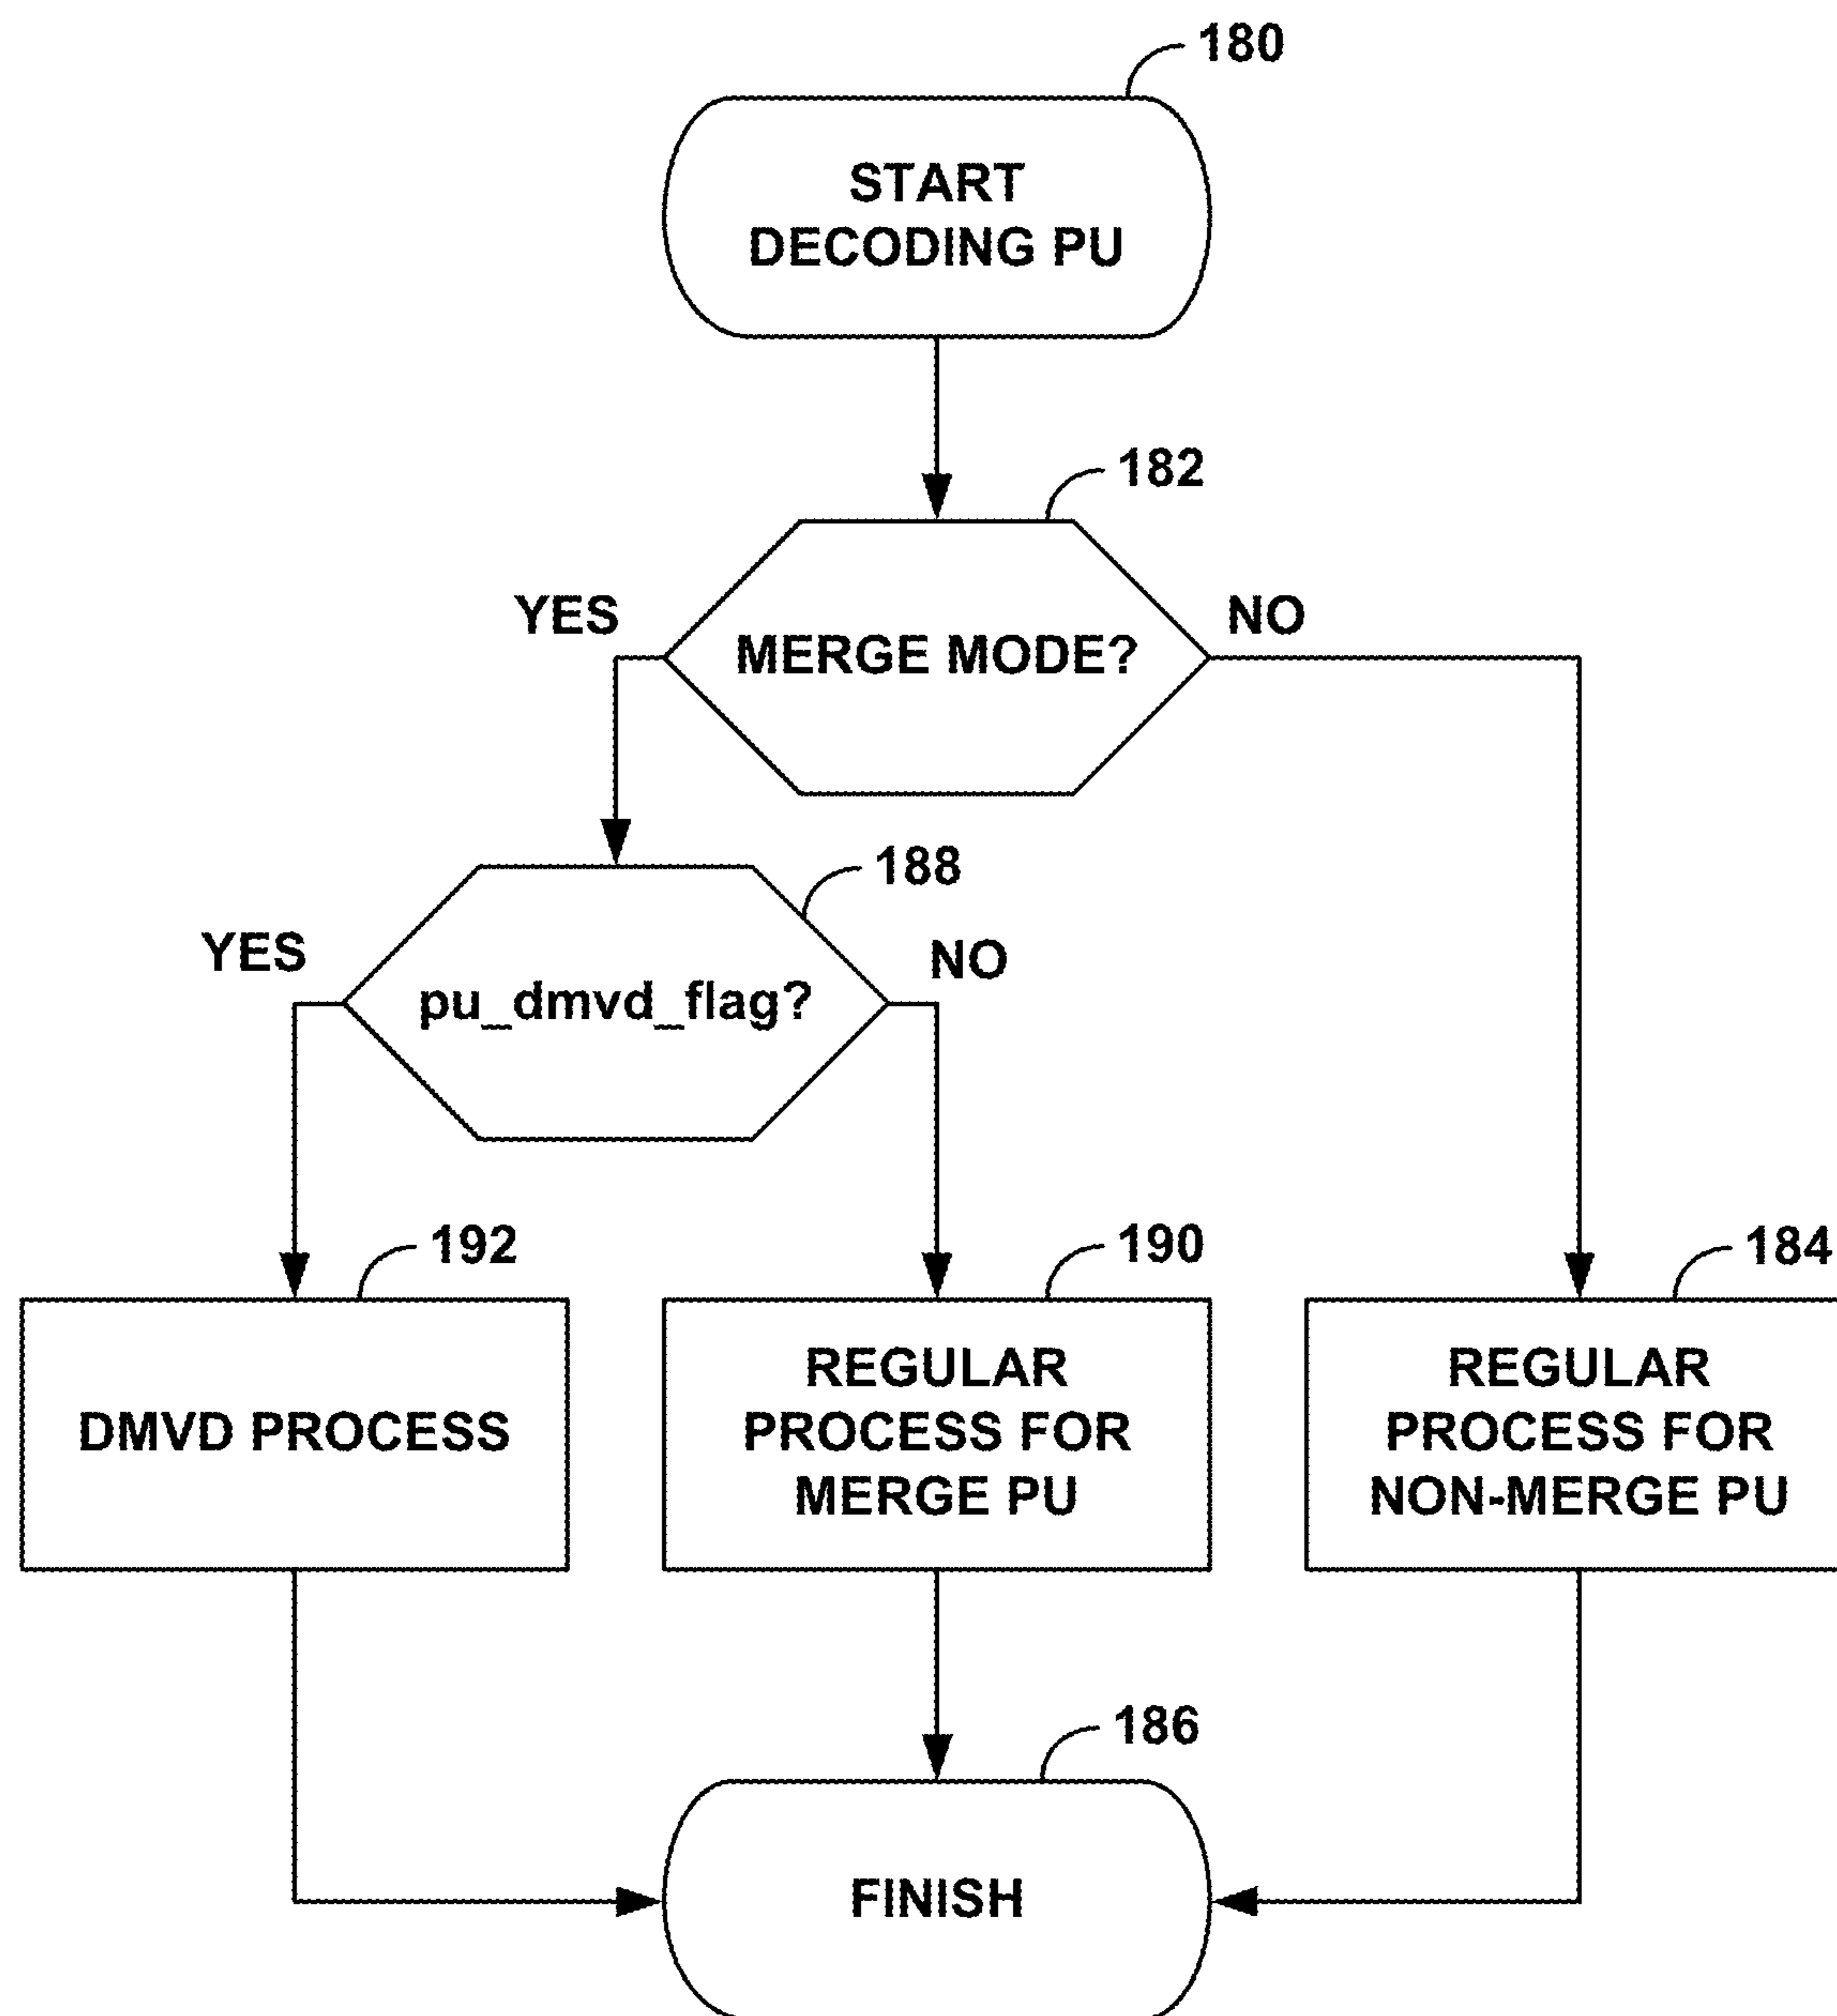 180
START
DECODING PU
182
YES
NO
MERGE MODE?
188
YES
NO
pu_dmvd_flag?
192
190
184
DMVD PROCESS
REGULAR
PROCESS FOR
MERGE PU
REGULAR
PROCESS FOR
NON-MERGE PU
186
FINISH